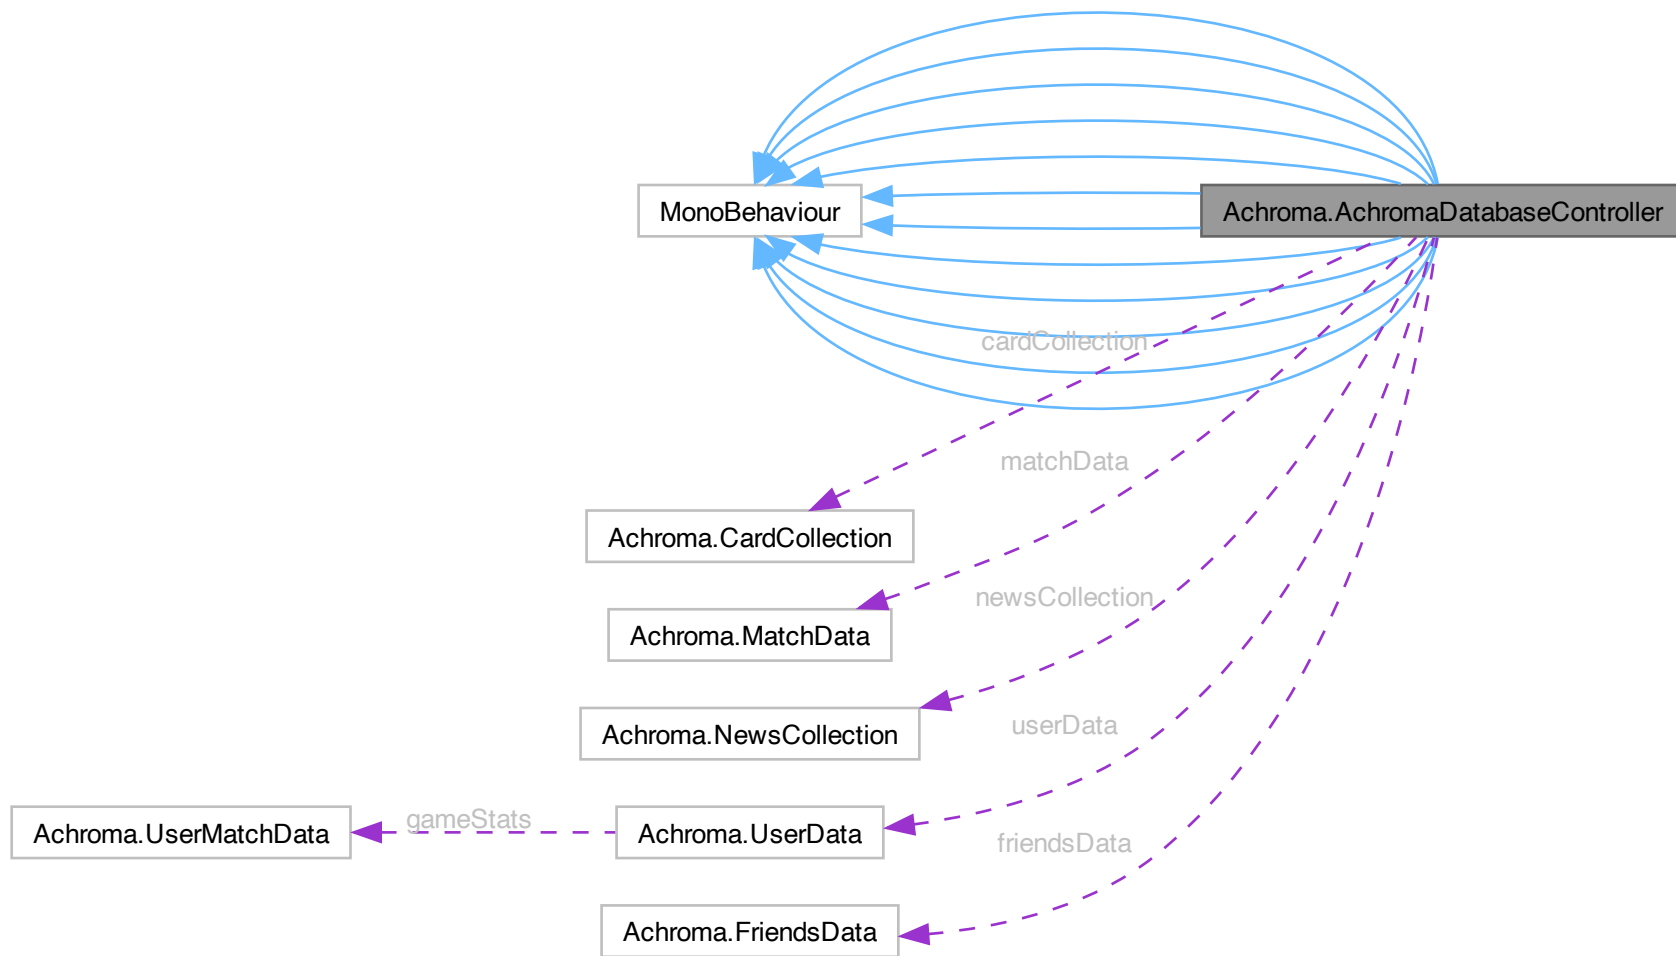 MonoBehaviour
Achroma.AchromaDatabaseController
cardCollection
matchData
Achroma.CardCollection
newsCollection
Achroma.MatchData
userData
Achroma.NewsCollection
gameStats
Achroma.UserMatchData
Achroma.UserData
friendsData
Achroma.FriendsData